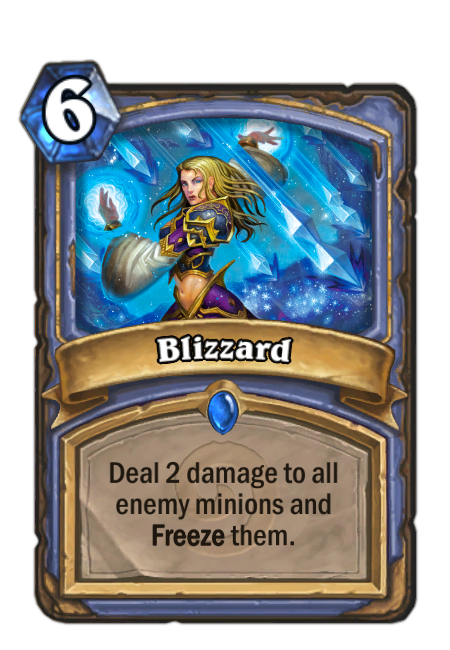 6
Blizzard
Deal 2 damage to all
enemy minions and
Freeze them.